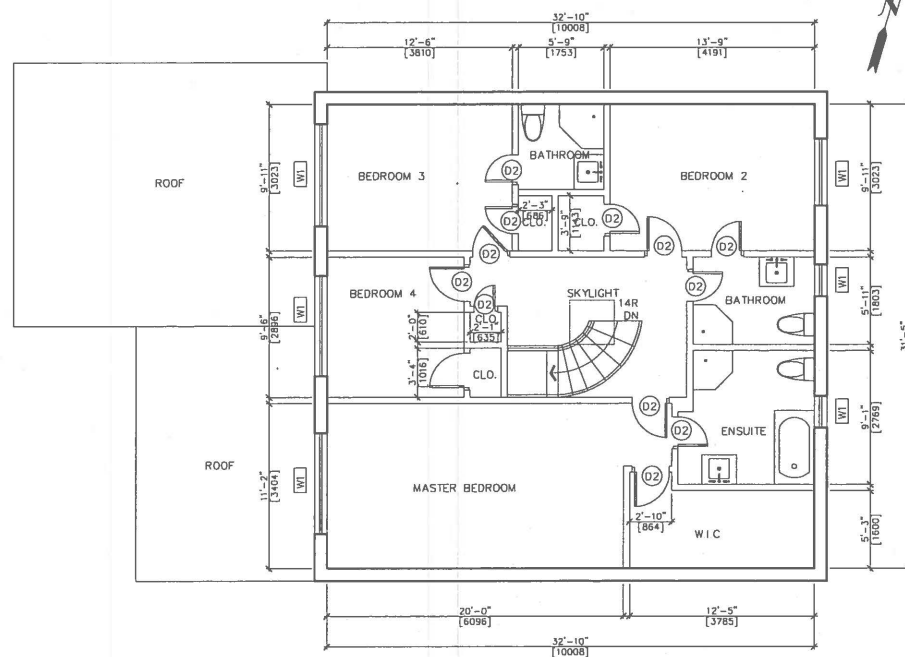 N
32'-10"
[10008]
12'-6"
[3810]
5'-9"
[1753]
13'-9"
[4191]
ROOF
9'-11"
[3023]
W1
BEDROOM 3
D2
BATHROOM
BEDROOM 2
W1
9'-11"
[3023]
D2
2'-3"
[686]
CLO.
3'-9"
[1143]
CLO.
D2
D2
D2
D2
9'-6"
[2896]
W1
BEDROOM 4
D2
D2
CLO.
2'-0"
[610]
2'-1"
[635]
3'-4"
[1016]
CLO.
SKYLIGHT
14R
DN
D2
BATHROOM
W1
5'-11"
[1803]
31'-5"
ROOF
11'-2"
[3404]
W1
MASTER BEDROOM
D2
D2
D2
ENSUITE
W1
9'-1"
[2769]
2'-10"
[864]
W.I.C
5'-3"
[1600]
20'-0"
[6096]
12'-5"
[3785]
32'-10"
[10008]